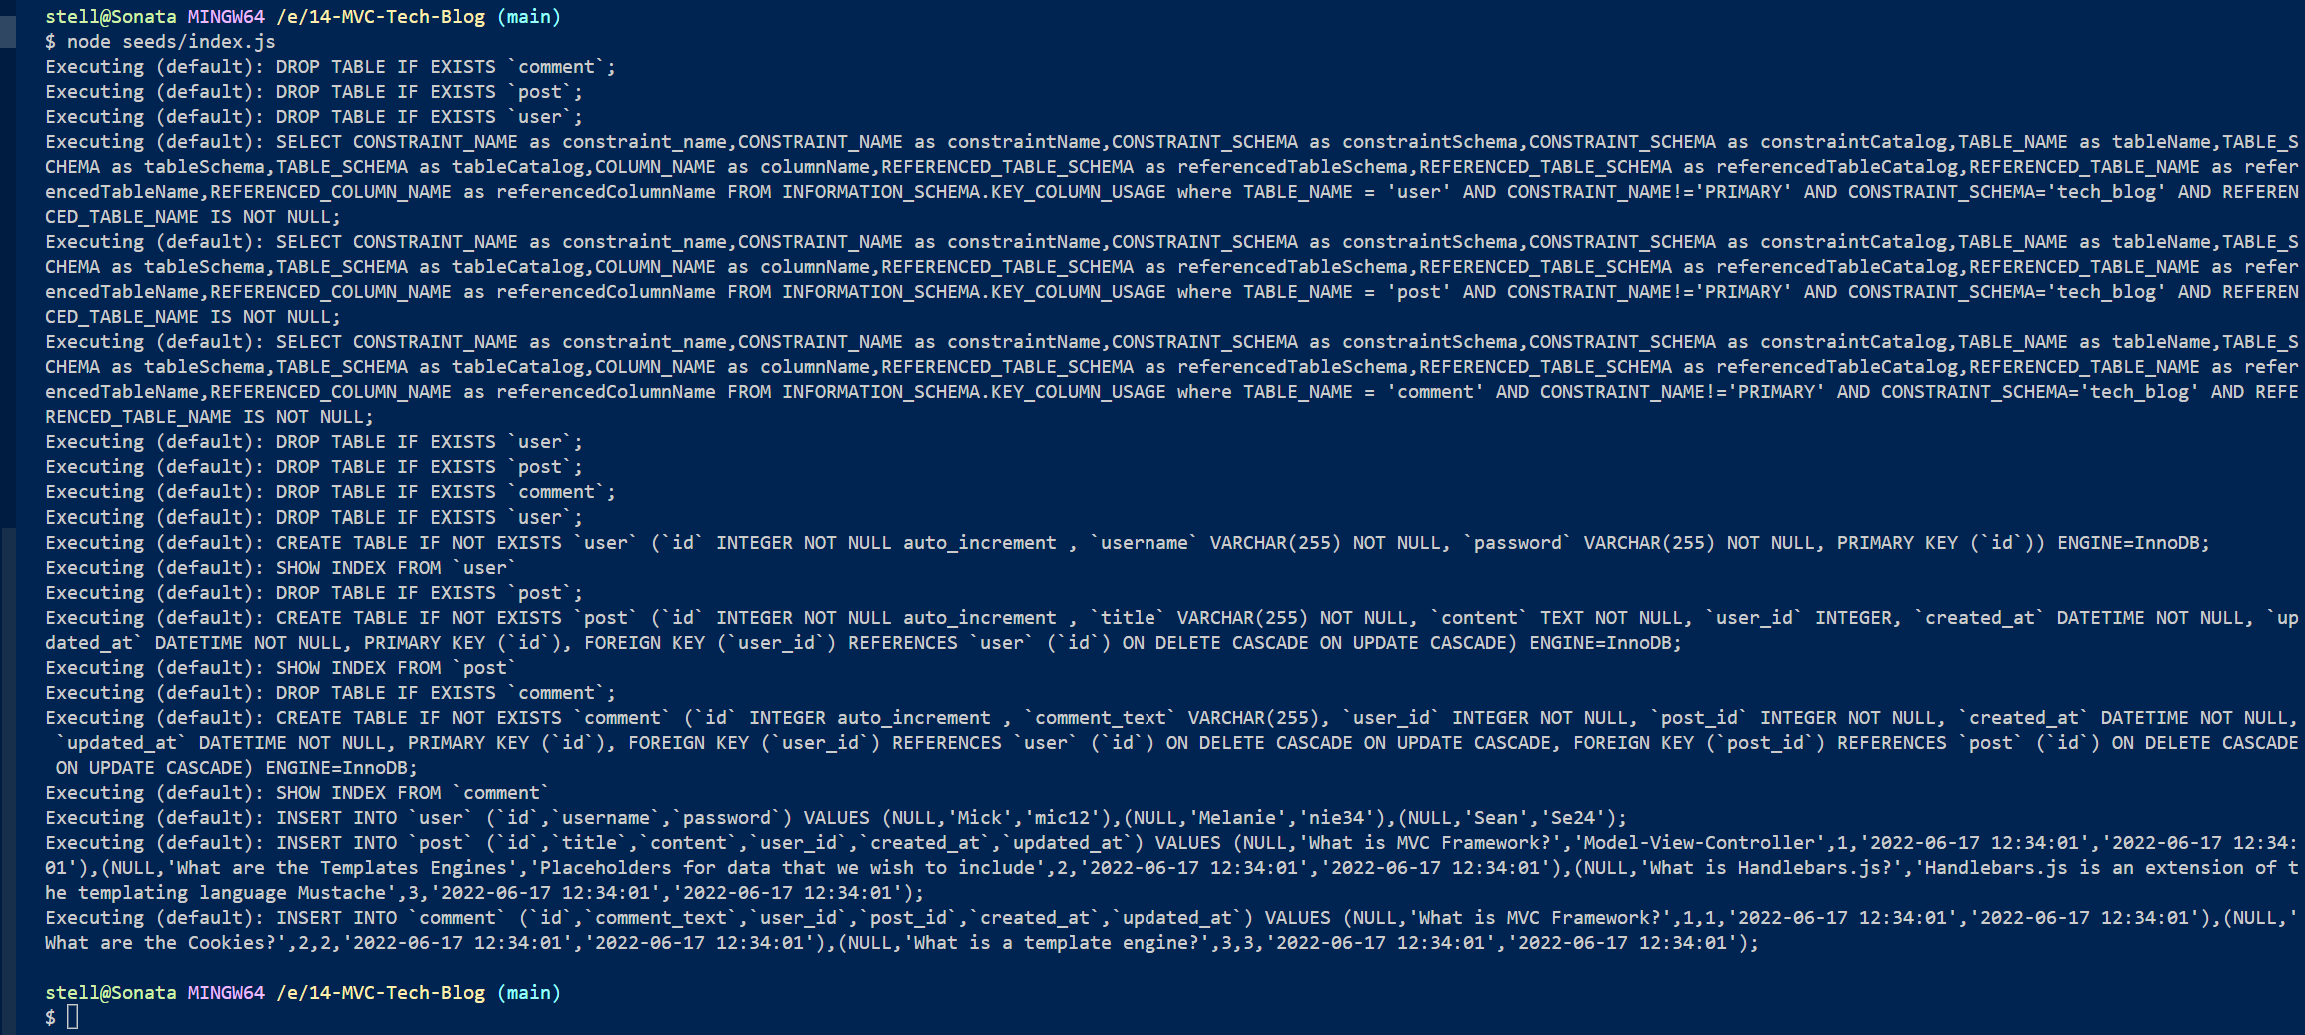 stell@Sonata MINGW64 /e/14-MVC-Tech-Blog (main)
$ node seeds/index.js
Executing (default): DROP TABLE IF EXISTS `comment`;
Executing (default): DROP TABLE IF EXISTS `post`;
Executing (default): DROP TABLE IF EXISTS `user`;
Executing (default): SELECT CONSTRAINT_NAME as constraint_name,CONSTRAINT_NAME as constraintName,CONSTRAINT_SCHEMA as constraintSchema,CONSTRAINT_SCHEMA as constraintCatalog,TABLE_NAME as tableName,TABLE_S
CHEMA as tableSchema,TABLE_SCHEMA as tableCatalog,COLUMN_NAME as columnName,REFERENCED_TABLE_SCHEMA as referencedTableSchema,REFERENCED_TABLE_SCHEMA as referencedTableCatalog,REFERENCED_TABLE_NAME as refer
encedTableName,REFERENCED_COLUMN_NAME as referencedColumnName FROM INFORMATION_SCHEMA.KEY_COLUMN_USAGE where TABLE_NAME = 'user' AND CONSTRAINT_NAME!='PRIMARY' AND CONSTRAINT_SCHEMA='tech_blog' AND REFEREN
CED_TABLE_NAME IS NOT NULL;
Executing (default): SELECT CONSTRAINT_NAME as constraint_name,CONSTRAINT_NAME as constraintName,CONSTRAINT_SCHEMA as constraintSchema,CONSTRAINT_SCHEMA as constraintCatalog,TABLE_NAME as tableName,TABLE_S
CHEMA as tableSchema,TABLE_SCHEMA as tableCatalog,COLUMN_NAME as columnName,REFERENCED_TABLE_SCHEMA as referencedTableSchema,REFERENCED_TABLE_SCHEMA as referencedTableCatalog,REFERENCED_TABLE_NAME as refer
encedTableName,REFERENCED_COLUMN_NAME as referencedColumnName FROM INFORMATION_SCHEMA.KEY_COLUMN_USAGE where TABLE_NAME = 'post' AND CONSTRAINT_NAME!='PRIMARY' AND CONSTRAINT_SCHEMA='tech_blog' AND REFEREN
CED_TABLE_NAME IS NOT NULL;
Executing (default): SELECT CONSTRAINT_NAME as constraint_name,CONSTRAINT_NAME as constraintName,CONSTRAINT_SCHEMA as constraintSchema,CONSTRAINT_SCHEMA as constraintCatalog,TABLE_NAME as tableName,TABLE_S
CHEMA as tableSchema,TABLE_SCHEMA as tableCatalog,COLUMN_NAME as columnName,REFERENCED_TABLE_SCHEMA as referencedTableSchema,REFERENCED_TABLE_SCHEMA as referencedTableCatalog,REFERENCED_TABLE_NAME as refer
encedTableName,REFERENCED_COLUMN_NAME as referencedColumnName FROM INFORMATION_SCHEMA.KEY_COLUMN_USAGE where TABLE_NAME = 'comment' AND CONSTRAINT_NAME!='PRIMARY' AND CONSTRAINT_SCHEMA='tech_blog' AND REFE
RENCED_TABLE_NAME IS NOT NULL;
Executing (default): DROP TABLE IF EXISTS `user`;
Executing (default): DROP TABLE IF EXISTS `post`;
Executing (default): DROP TABLE IF EXISTS `comment`;
Executing (default): DROP TABLE IF EXISTS `user`;
Executing (default): CREATE TABLE IF NOT EXISTS `user` (`id` INTEGER NOT NULL auto_increment , `username` VARCHAR(255) NOT NULL, `password` VARCHAR(255) NOT NULL, PRIMARY KEY (`id`)) ENGINE=InnoDB;
Executing (default): SHOW INDEX FROM `user`
Executing (default): DROP TABLE IF EXISTS `post`;
Executing (default): CREATE TABLE IF NOT EXISTS `post` (`id` INTEGER NOT NULL auto_increment , `title` VARCHAR(255) NOT NULL, `content` TEXT NOT NULL, `user_id` INTEGER, `created_at` DATETIME NOT NULL, `up
dated_at` DATETIME NOT NULL, PRIMARY KEY (`id`), FOREIGN KEY (`user_id`) REFERENCES `user` (`id`) ON DELETE CASCADE ON UPDATE CASCADE) ENGINE=InnoDB;
Executing (default): SHOW INDEX FROM `post`
Executing (default): DROP TABLE IF EXISTS `comment`;
Executing (default): CREATE TABLE IF NOT EXISTS `comment` (`id` INTEGER auto_increment , `comment_text` VARCHAR(255), `user_id` INTEGER NOT NULL, `post_id` INTEGER NOT NULL, `created_at` DATETIME NOT NULL,
`updated_at` DATETIME NOT NULL, PRIMARY KEY (`id`), FOREIGN KEY (`user_id`) REFERENCES `user` (`id`) ON DELETE CASCADE ON UPDATE CASCADE, FOREIGN KEY (`post_id`) REFERENCES `post` (`id`) ON DELETE CASCADE
ON UPDATE CASCADE) ENGINE=InnoDB;
Executing (default): SHOW INDEX FROM `comment`
Executing (default): INSERT INTO `user` (`id`,`username`,`password`) VALUES (NULL,'Mick','mic12'),(NULL,'Melanie','nie34'),(NULL,'Sean','Se24');
Executing (default): INSERT INTO `post` (`id`,`title`,`content`,`user_id`,`created_at`,`updated_at`) VALUES (NULL,'What is MVC Framework?','Model-View-Controller',1,'2022-06-17 12:34:01','2022-06-17 12:34:
01'),(NULL,'What are the Templates Engines','Placeholders for data that we wish to include',2,'2022-06-17 12:34:01','2022-06-17 12:34:01'),(NULL,'What is Handlebars.js?','Handlebars.js is an extension of t
he templating language Mustache',3,'2022-06-17 12:34:01','2022-06-17 12:34:01');
Executing (default): INSERT INTO `comment` (`id`,`comment_text`,`user_id`,`post_id`,`created_at`,`updated_at`) VALUES (NULL,'What is MVC Framework?',1,1,'2022-06-17 12:34:01','2022-06-17 12:34:01'),(NULL,'
What are the Cookies?',2,2,'2022-06-17 12:34:01','2022-06-17 12:34:01'),(NULL,'What is a template engine?',3,3,'2022-06-17 12:34:01','2022-06-17 12:34:01');
stell@Sonata MINGW64 /e/14-MVC-Tech-Blog (main)
$